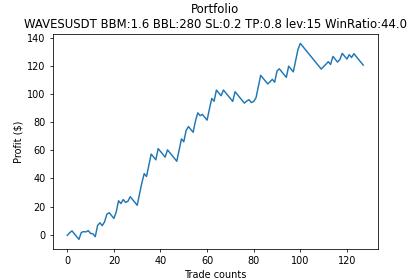 Portfolio
WAVESUSDT BBM:1.6 BBL:280 SL:0.2 TP:0.8 lev:15 WinRatio:44.0
140
120
100
80
60
40
20
0
Profit ($)
0 20 40 60 80 100 120
Trade counts